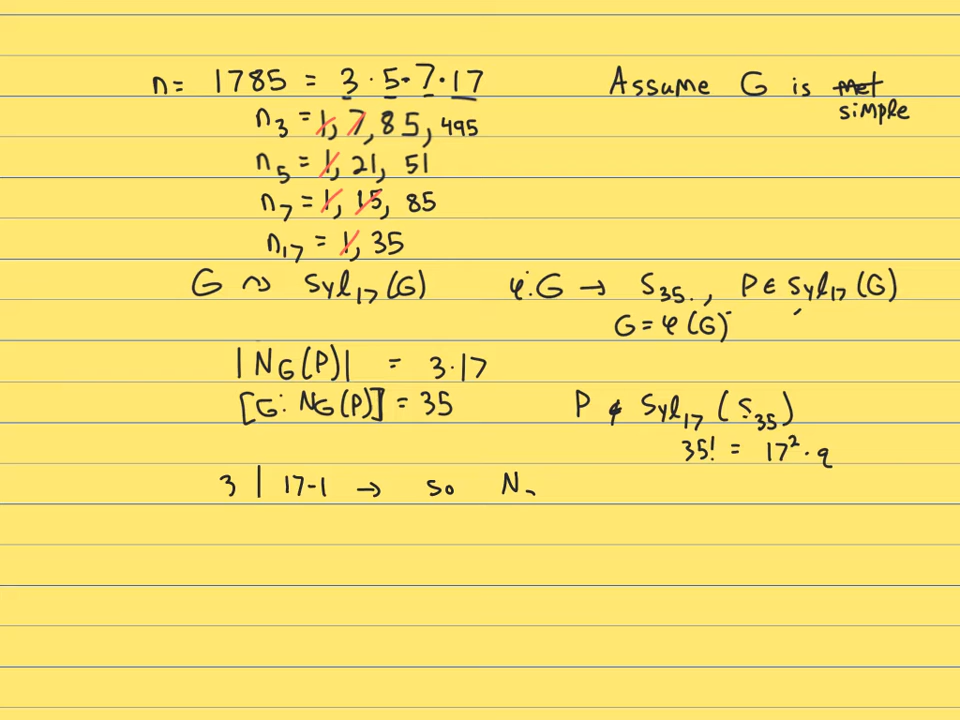 n = 1785 = 3 · 5 · 7 · 17 Assume G is met simple
n₃ = 1, 7, 85, 495
n₅ = 1, 21, 51
n₇ = 1, 15, 85
n₁₇ = 1, 35
G ↷ Syl₁₇(G) φ: G → S₃₅, P ∈ Syl₁₇(G)
G = φ(G)
|N_G(P)| = 3·17
[G: N_G(P)] = 35 P ∉ Syl₁₇(S₃₅)
35! = 17² · q
3 | 17-1 → so N